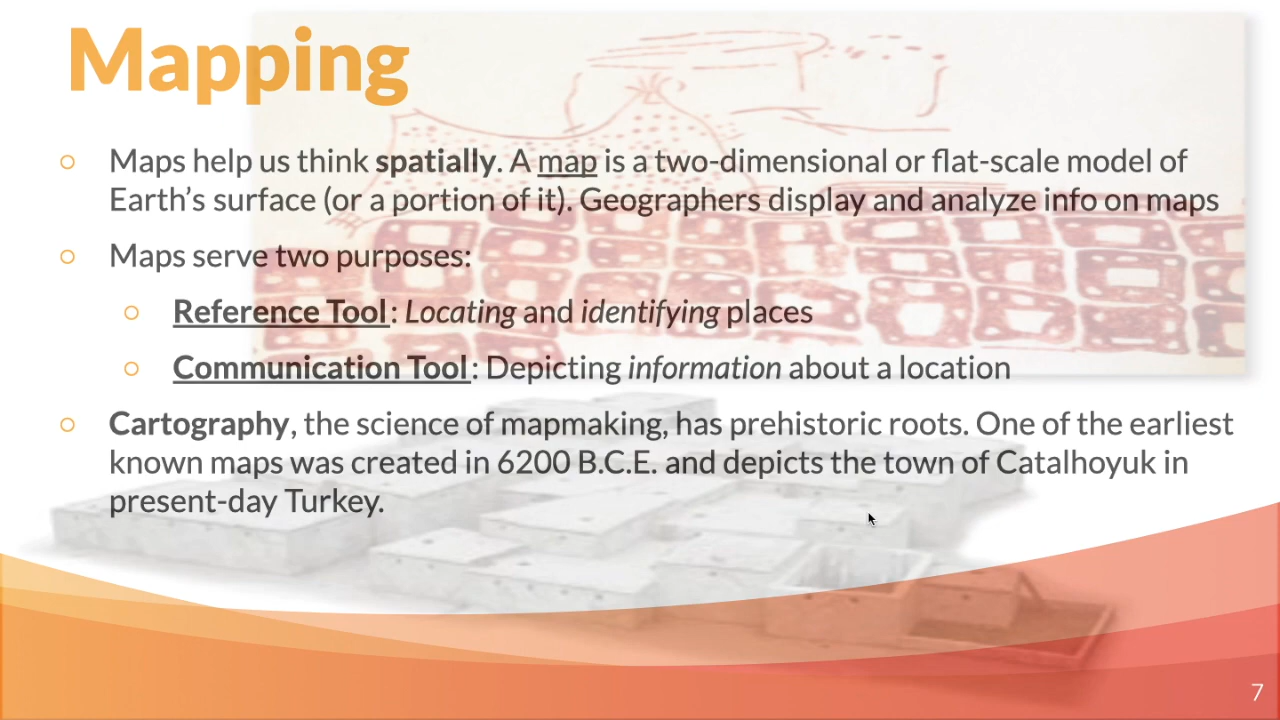 Mapping
Maps help us think spatially. A map is a two-dimensional or flat-scale model of
Earth’s surface (or a portion of it). Geographers display and analyze info on maps
Maps serve two purposes:
Reference Tool: Locating and identifying places
Communication Tool: Depicting information about a location
Cartography, the science of mapmaking, has prehistoric roots. One of the earliest
known maps was created in 6200 B.C.E. and depicts the town of Catalhoyuk in
present-day Turkey.
7